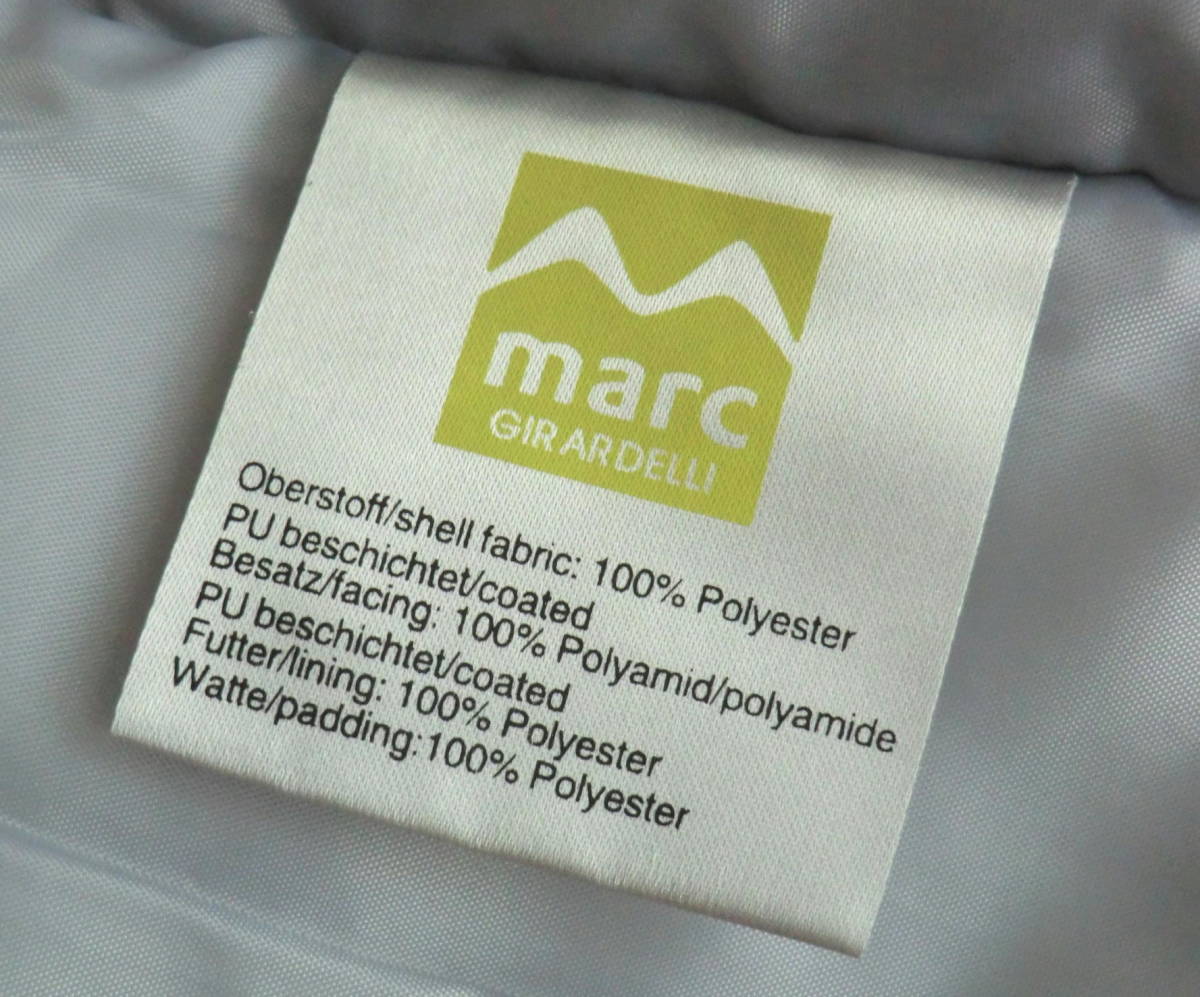 marc
GIRARDELLI
Oberstoff/shell fabric: 100% Polyester
PU beschichtet/coated
Besatz/facing: 100% Polyamid/polyamide
PU beschichtet/coated
Futter/lining: 100% Polyester
Watte/padding:100% Polyester